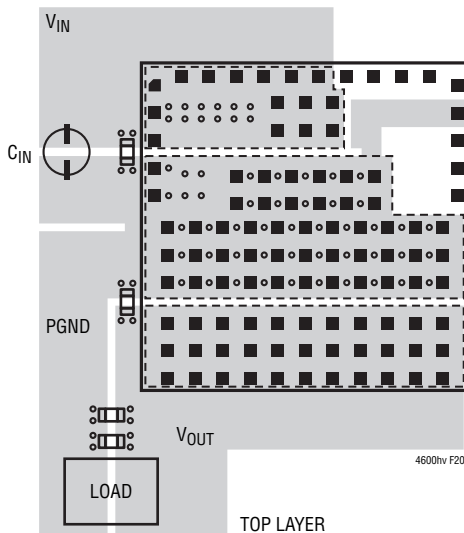 VIN
CIN
PGND
VOUT
4600hv F20
LOAD
TOP LAYER